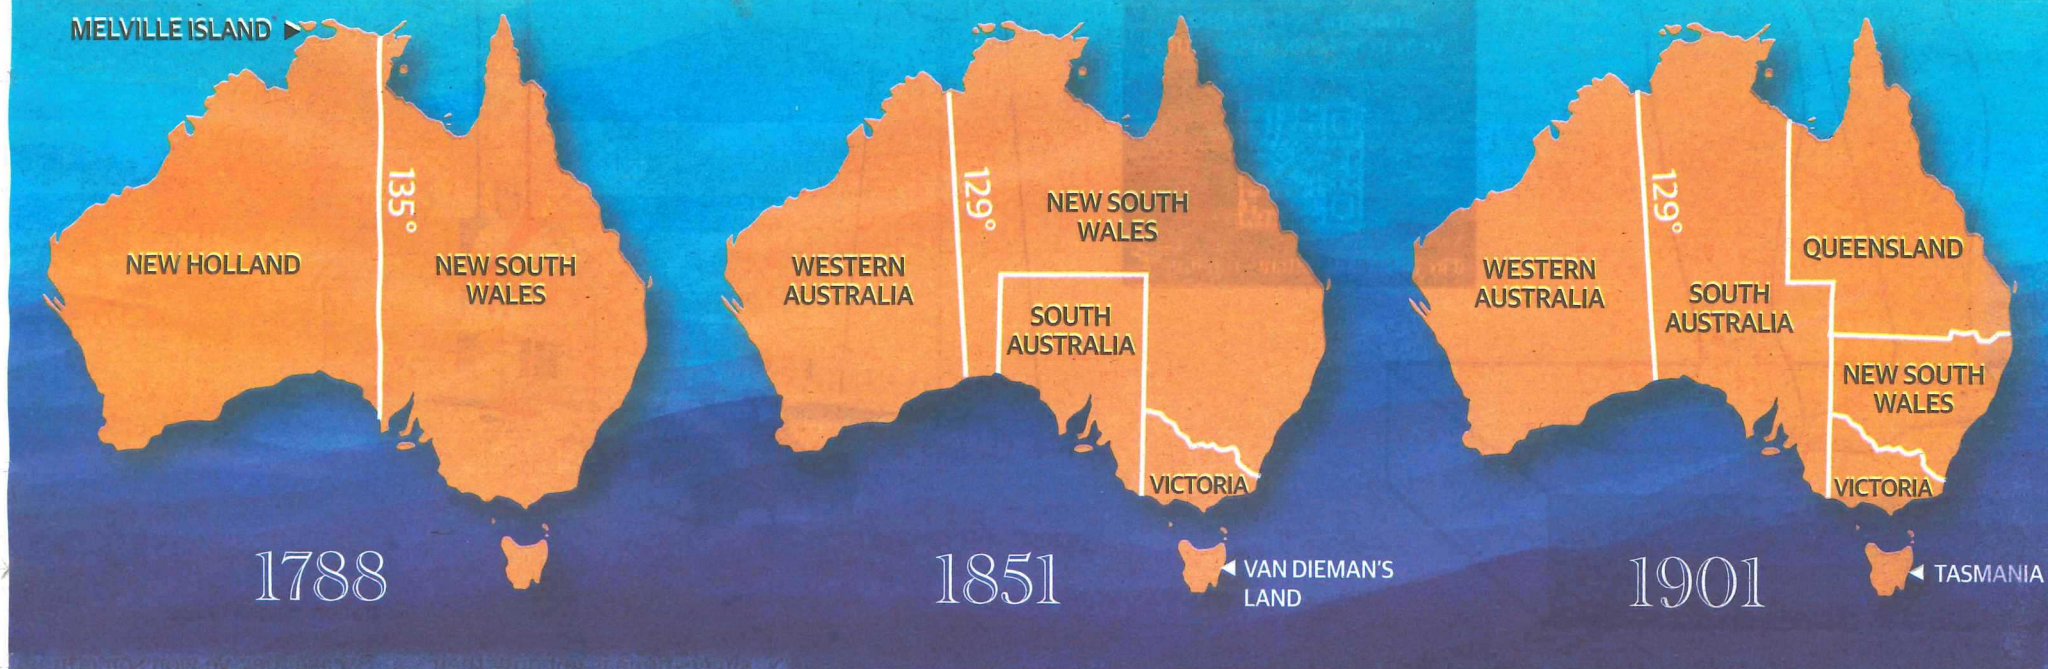 MELVILLE ISLAND
135°
NEW HOLLAND
NEW SOUTH
WALES
1788
129°
NEW SOUTH
WALES
WESTERN
AUSTRALIA
SOUTH
AUSTRALIA
VICTORIA
VAN DIEMAN'S
LAND
1851
129°
QUEENSLAND
WESTERN
AUSTRALIA
SOUTH
AUSTRALIA
NEW SOUTH
WALES
VICTORIA
TASMANIA
1901